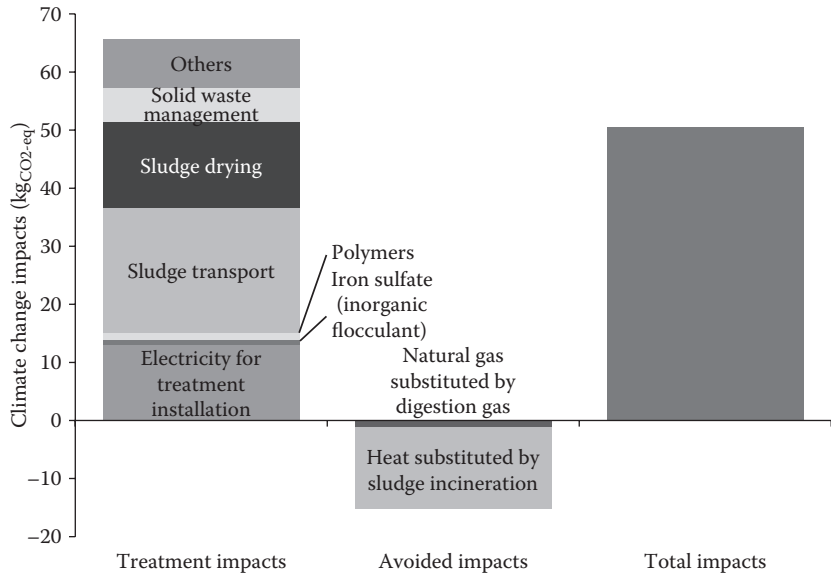 Climate change impacts (kgCO2-eq)
70
60
50
40
30
20
10
0
–10
–20
Others
Solid waste
management
Sludge drying
Sludge transport
Electricity for
treatment
installation
Polymers
Iron sulfate
(inorganic
flocculant)
Natural gas
substituted by
digestion gas
Heat substituted by
sludge incineration
Treatment impacts
Avoided impacts
Total impacts